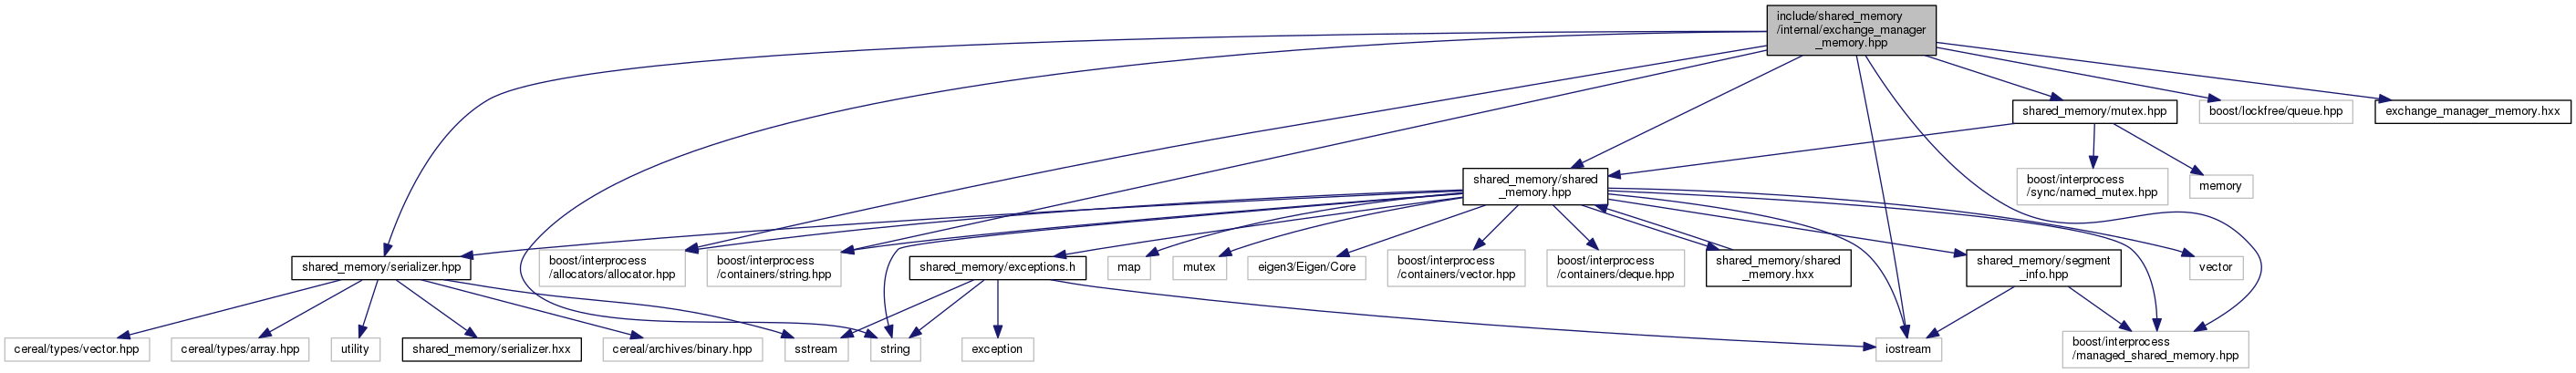 include/shared_memory
/internal/exchange_manager
_memory.hpp
shared_memory/mutex.hpp
boost/lockfree/queue.hpp
exchange_manager_memory.hxx
shared_memory/shared
_memory.hpp
boost/interprocess
/sync/named_mutex.hpp
memory
shared_memory/serializer.hpp
boost/interprocess
/allocators/allocator.hpp
boost/interprocess
/containers/string.hpp
shared_memory/exceptions.h
map
mutex
eigen3/Eigen/Core
boost/interprocess
/containers/vector.hpp
boost/interprocess
/containers/deque.hpp
shared_memory/shared
_memory.hxx
shared_memory/segment
_info.hpp
vector
cereal/types/vector.hpp
cereal/types/array.hpp
utility
shared_memory/serializer.hxx
cereal/archives/binary.hpp
sstream
string
exception
iostream
boost/interprocess
/managed_shared_memory.hpp